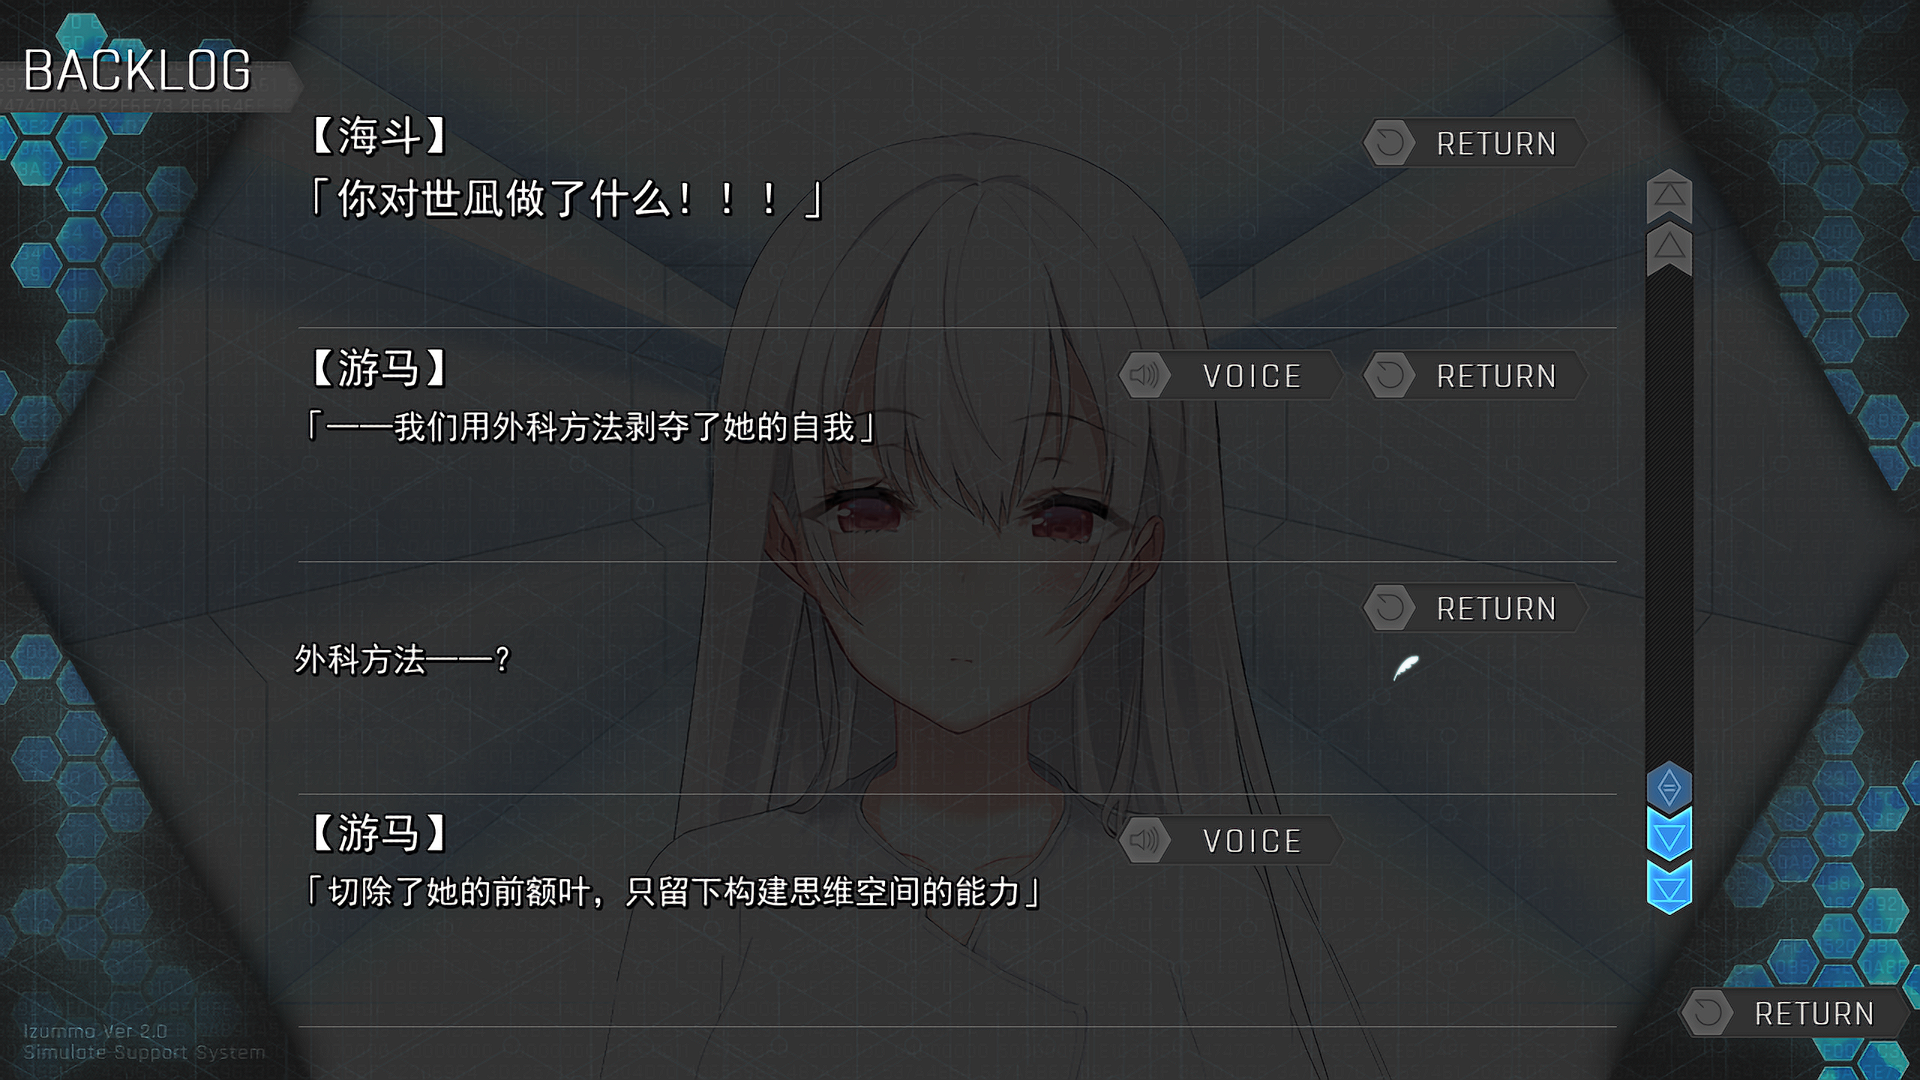 BACKLOG
【海斗】
RETURN
「你对世凪做了什么！！！」
【游马】
VOICE
RETURN
「——我们用外科方法剥夺了她的自我」
RETURN
外科方法——？
【游马】
VOICE
「切除了她的前额叶，只留下构建思维空间的能力」
RETURN
Izummo Ver 2.0
Simulate Support System